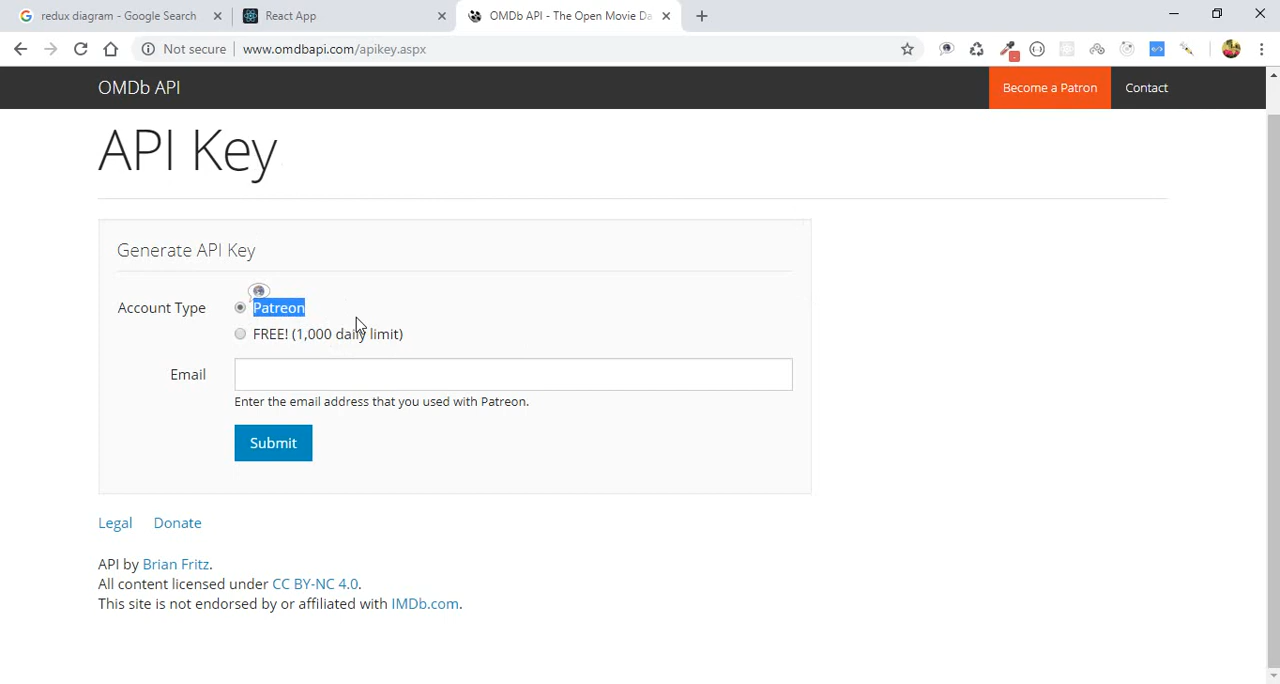 redux diagram - Google Search
React App
OMDb API - The Open Movie Da
Not secure
www.omdbapi.com/apikey.aspx
OMDb API
Become a Patron
Contact
API Key
Generate API Key
Account Type
Patreon
FREE! (1,000 daily limit)
Email
Enter the email address that you used with Patreon.
Submit
Legal
Donate
API by Brian Fritz.
All content licensed under CC BY-NC 4.0.
This site is not endorsed by or affiliated with IMDb.com.